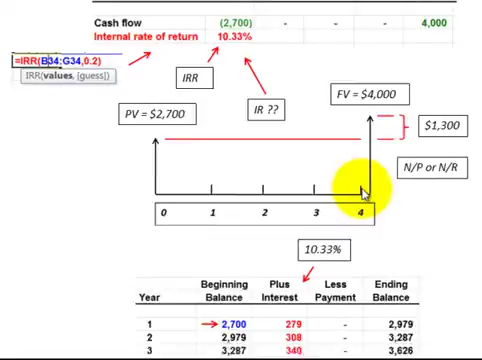 Cash flow (2,700) - - - 4,000
Internal rate of return 10.33%
=IRR(B34:G34,0.2)
IRR(values, [guess])
IRR
IR ??
FV = $4,000
PV = $2,700
$1,300
N/P or N/R
0 1 2 3 4
10.33%
Beginning Plus Less Ending
Year Balance Interest Payment Balance
1 2,700 279 - 2,979
2 2,979 308 - 3,287
3 3,287 340 - 3,626